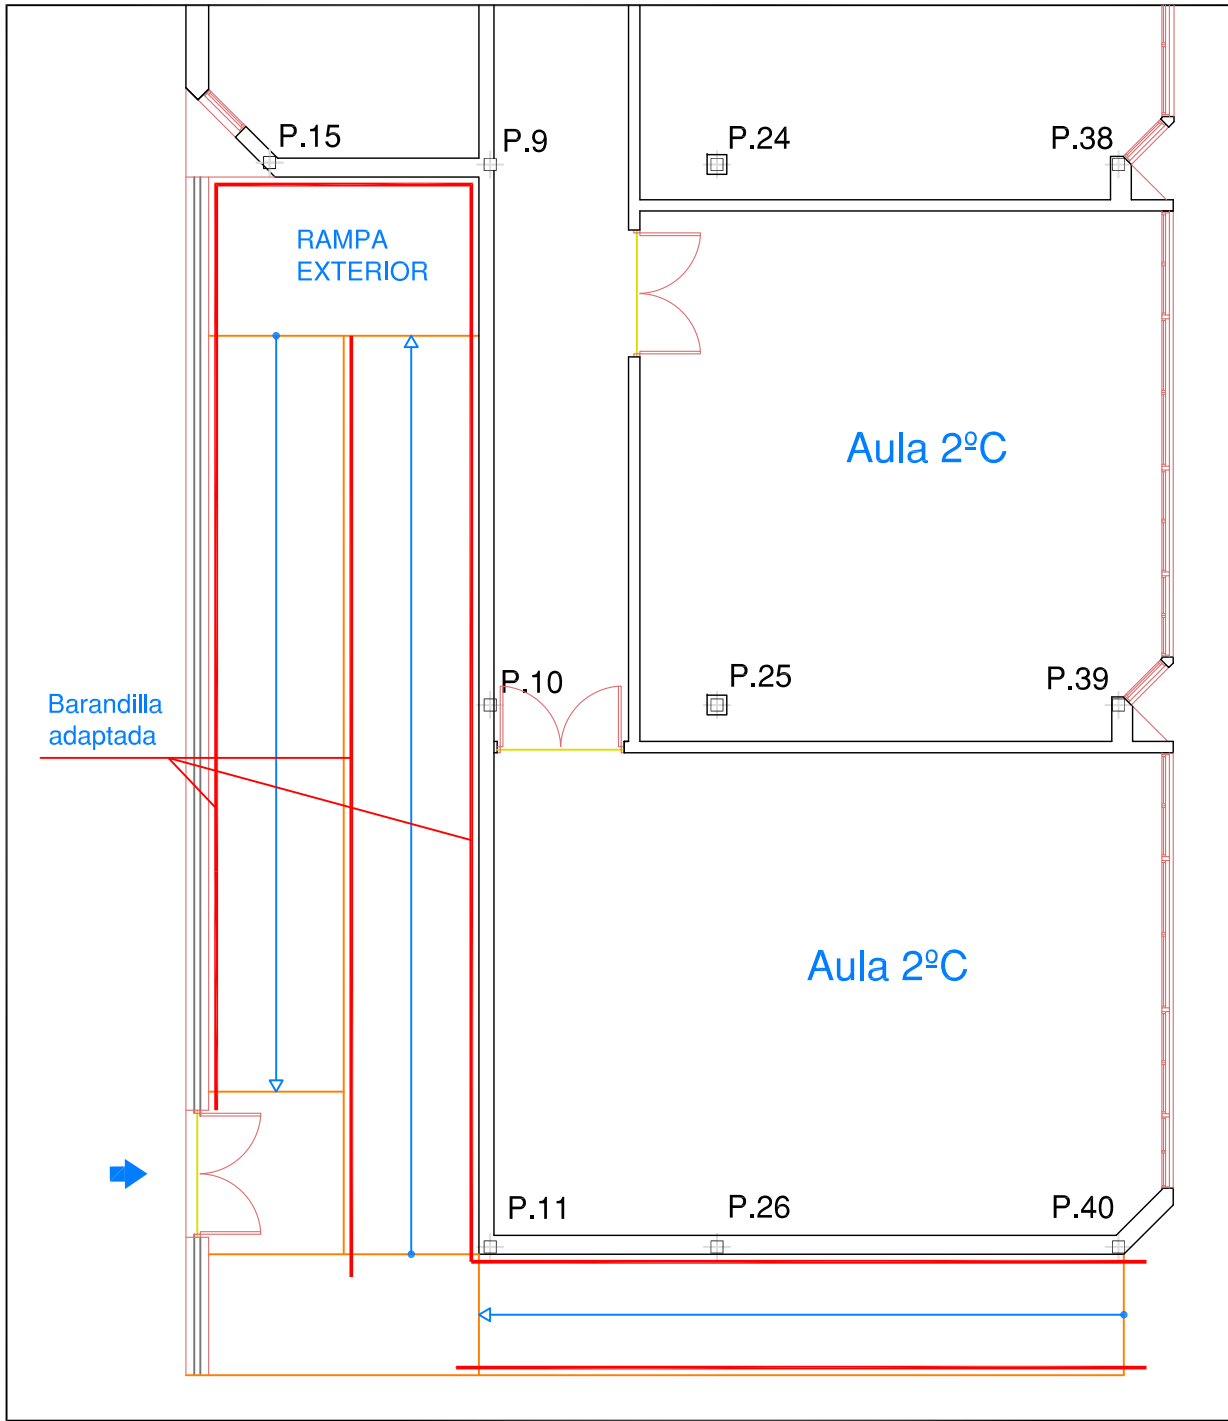 P.15
P.9
P.24
P.38
RAMPA
EXTERIOR
Aula 2ºC
P.10
P.25
P.39
Barandilla
adaptada
Aula 2ºC
P.11
P.26
P.40